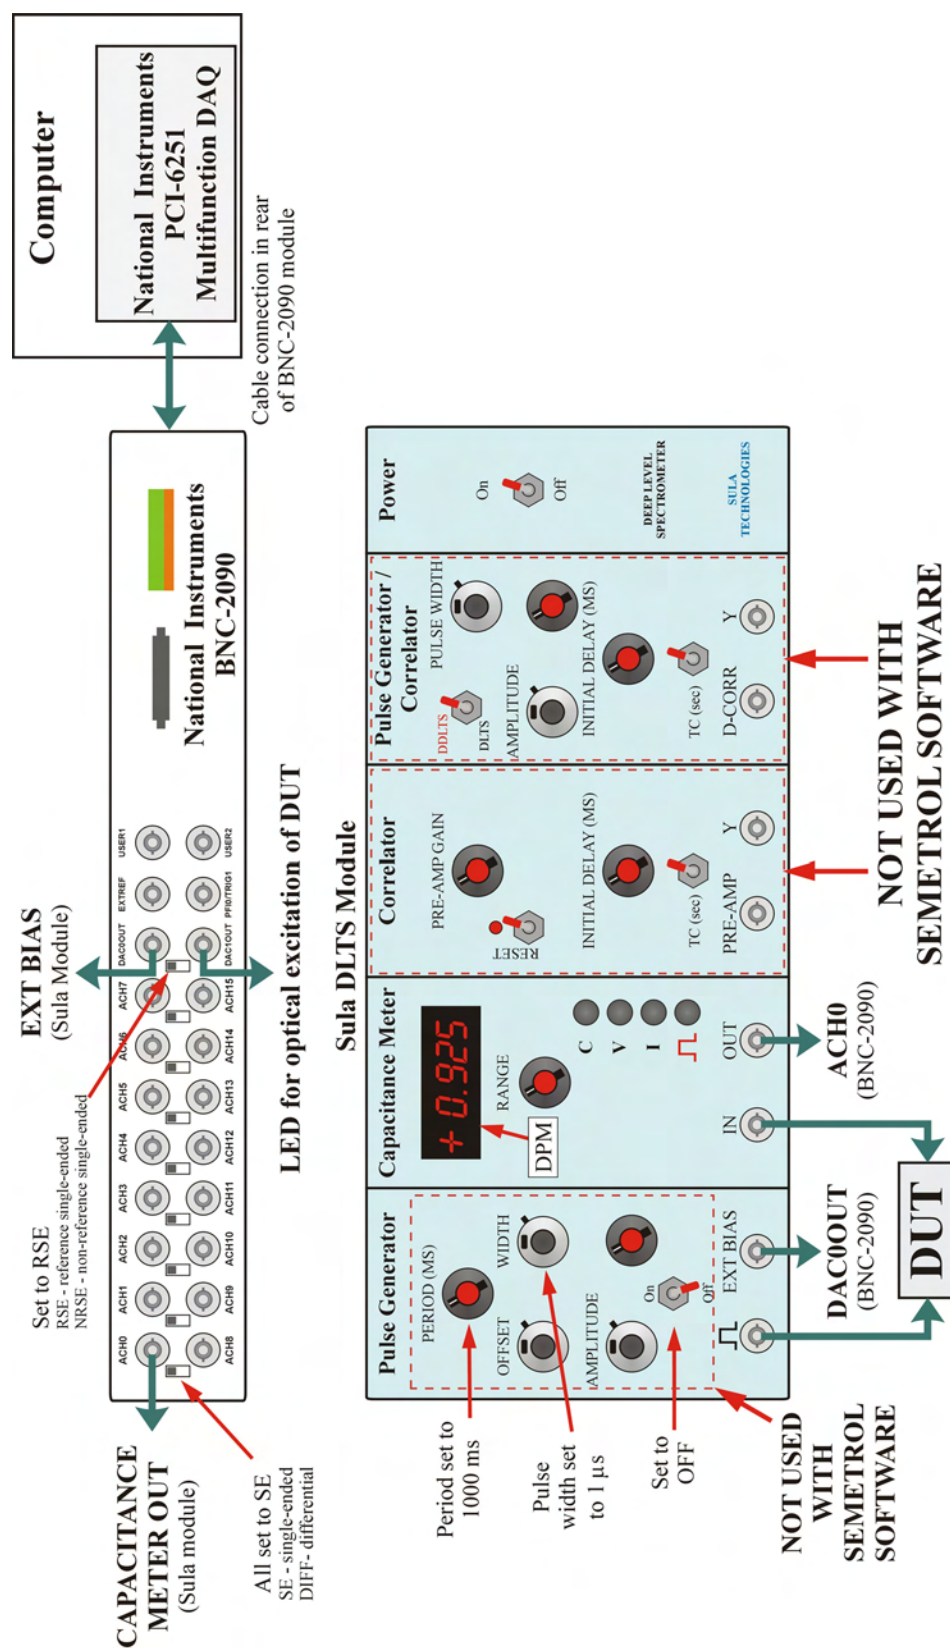 Computer
National Instruments
PCI-6251
Multifunction DAQ
Cable connection in rear
of BNC-2090 module
National Instruments
BNC-2090
EXT BIAS
(Sula Module)
Set to RSE
RSE - reference single-ended
NRSE - non-reference single-ended
ACH0
ACH1
ACH2
ACH3
ACH4
ACH5
ACH6
ACH7
DAC0OUT
EXTREF
USER1
ACH8
ACH9
ACH10
ACH11
ACH12
ACH13
ACH14
ACH15
DAC1OUT
PFI0/TRIG1
USER2
CAPACITANCE
METER OUT
(Sula module)
All set to SE
SE - single-ended
DIFF- differential
LED for optical excitation of DUT
Sula DLTS Module
Pulse Generator
PERIOD (MS)
OFFSET
WIDTH
AMPLITUDE
On
Off
EXT BIAS
Period set to
1000 ms
Pulse
width set
to 1 µs
Set to
OFF
NOT USED
WITH
SEMETROL
SOFTWARE
Capacitance Meter
+ 0.925
DPM
RANGE
C
V
I
IN
OUT
Correlator
PRE-AMP GAIN
RESET
INITIAL DELAY (MS)
TC (sec)
PRE-AMP
Y
Pulse Generator /
Correlator
DDLTS
DLTS
PULSE WIDTH
AMPLITUDE
INITIAL DELAY (MS)
TC (sec)
D-CORR
Y
Power
On
Off
DEEP LEVEL
SPECTROMETER
SULA
TECHNOLOGIES
DAC0OUT
(BNC-2090)
ACH0
(BNC-2090)
DUT
NOT USED WITH
SEMETROL SOFTWARE